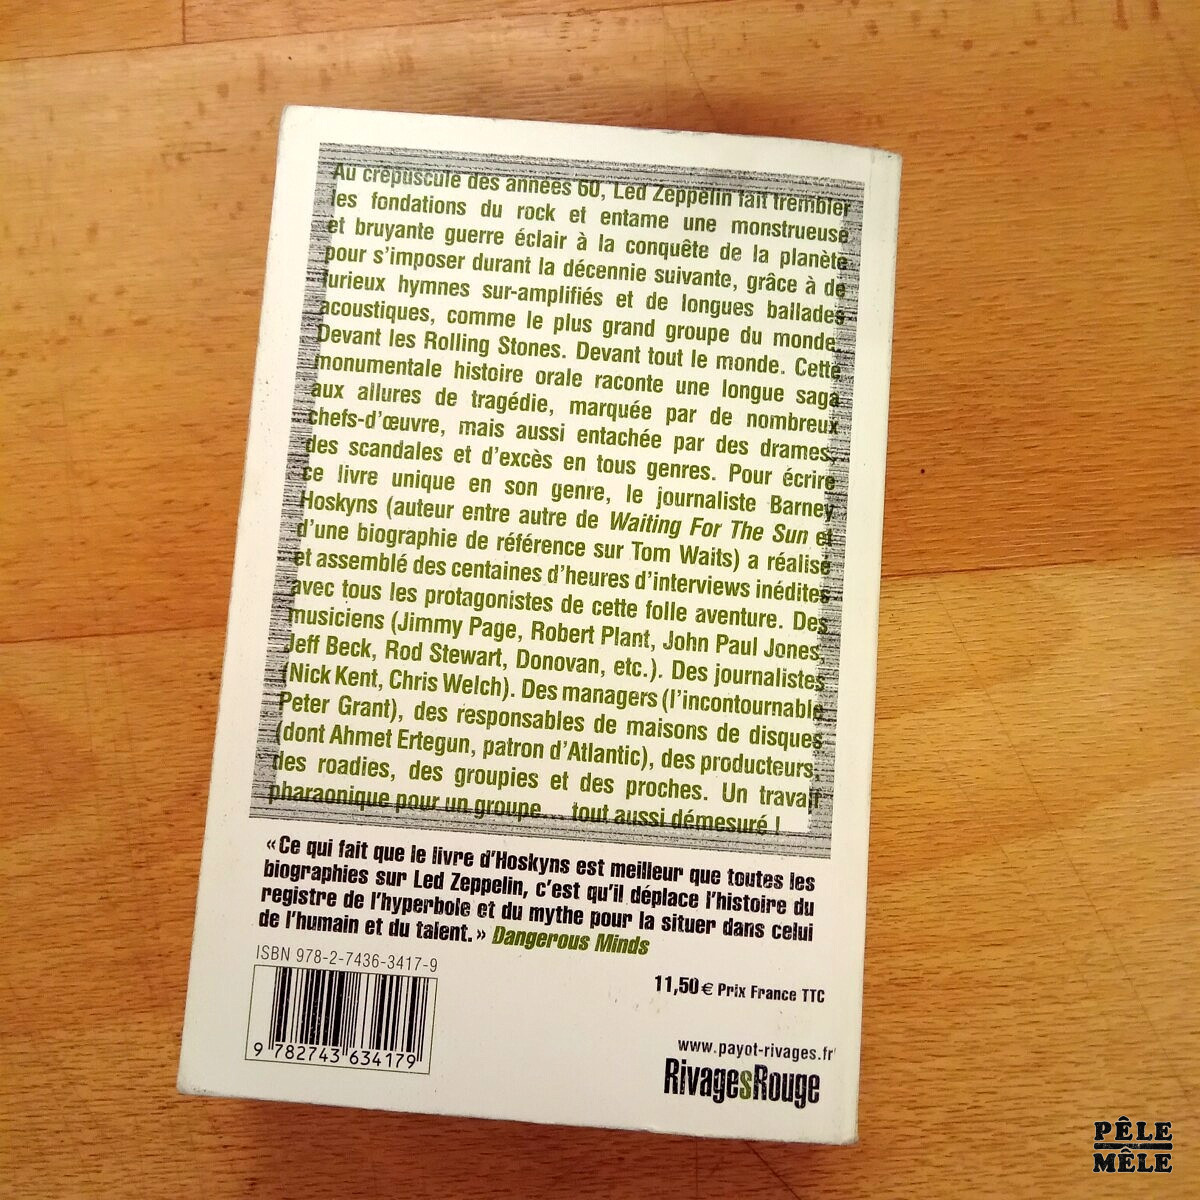 Au crépuscule des années 60, Led Zeppelin fait trembler
les fondations du rock et entame une monstrueuse
et bruyante guerre éclair à la conquête de la planète
pour s'imposer durant la décennie suivante, grâce à de
furieux hymnes sur-amplifiés et de longues ballades
acoustiques, comme le plus grand groupe du monde.
Devant les Rolling Stones. Devant tout le monde. Cette
monumentale histoire orale raconte une longue saga
aux allures de tragédie, marquée par de nombreux
chefs-d'œuvre, mais aussi entachée par des drames,
des scandales et d'excès en tous genres. Pour écrire
ce livre unique en son genre, le journaliste Barney
Hoskyns (auteur entre autre de Waiting For The Sun et
d'une biographie de référence sur Tom Waits) a réalisé
et assemblé des centaines d'heures d'interviews inédites
avec tous les protagonistes de cette folle aventure. Des
musiciens (Jimmy Page, Robert Plant, John Paul Jones,
Jeff Beck, Rod Stewart, Donovan, etc.). Des journalistes
(Nick Kent, Chris Welch). Des managers (l'incontournable
Peter Grant), des responsables de maisons de disques
(dont Ahmet Ertegun, patron d'Atlantic), des producteurs,
des roadies, des groupies et des proches. Un travail
pharaonique pour un groupe... tout aussi démesuré !
« Ce qui fait que le livre d'Hoskyns est meilleur que toutes les
biographies sur Led Zeppelin, c'est qu'il déplace l'histoire du
registre de l'hyperbole et du mythe pour la situer dans celui
de l'humain et du talent. » Dangerous Minds
ISBN 978-2-7436-3417-9
9 782743 634179
11,50 € Prix France TTC
www.payot-rivages.fr
RivagesRouge
PÊLE
MÊLE